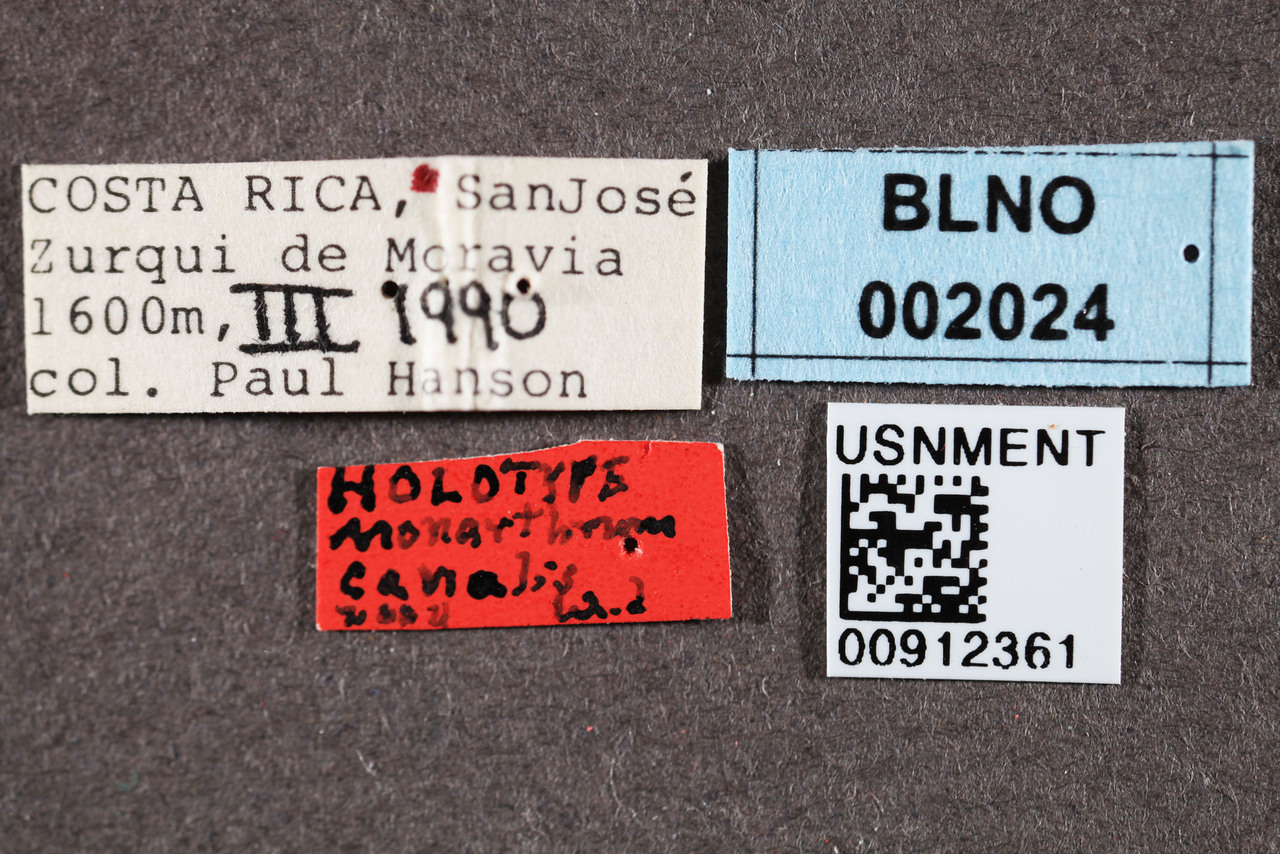 COSTA RICA, SanJosé
Zurqui de Moravia
1600m, III 1990
col. Paul Hanson
BLNO
002024
HOLOTYPE
Monarthrum
canalis
USNMENT
00912361